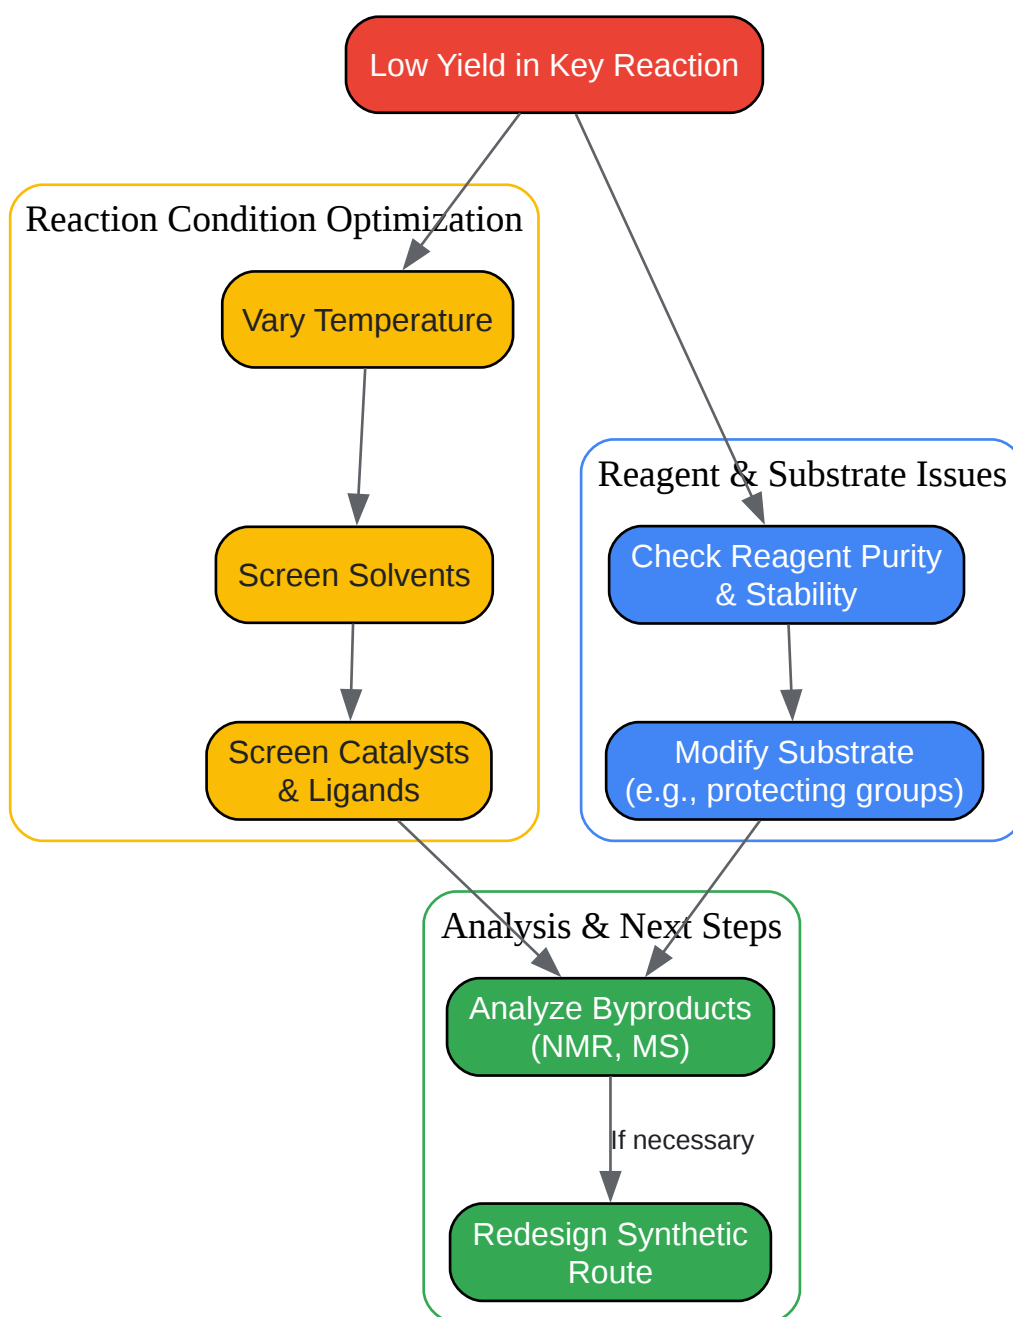 Low Yield in Key Reaction
Reaction Condition Optimization
Vary Temperature
Screen Solvents
Screen Catalysts
& Ligands
Reagent & Substrate Issues
Check Reagent Purity
& Stability
Modify Substrate
(e.g., protecting groups)
Analysis & Next Steps
Analyze Byproducts
(NMR, MS)
If necessary
Redesign Synthetic
Route